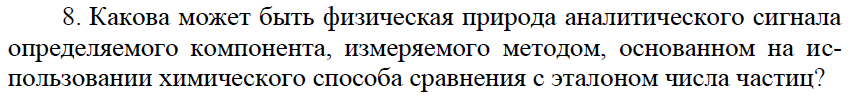 8. Какова может быть физическая природа аналитического сигнала
определяемого компонента, измеряемого методом, основанном на ис-
пользовании химического способа сравнения с эталоном числа частиц?